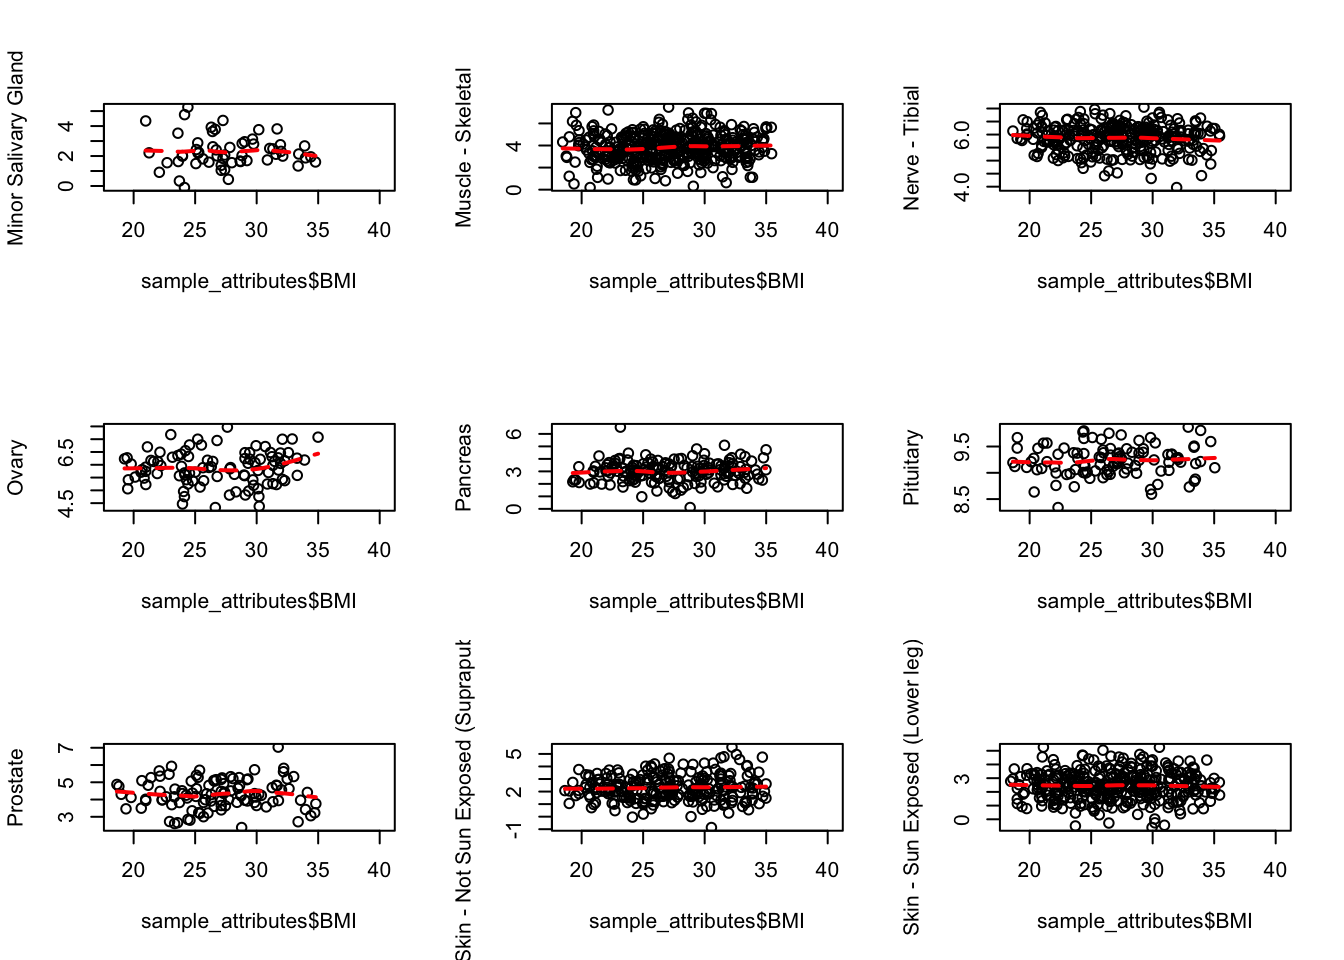 Minor Salivary Gland
4
2
0
20 25 30 35 40
sample_attributes$BMI
Muscle - Skeletal
4
0
20 25 30 35 40
sample_attributes$BMI
Nerve - Tibial
6.0
4.0
20 25 30 35 40
sample_attributes$BMI
Ovary
6.5
4.5
20 25 30 35 40
sample_attributes$BMI
Pancreas
6
3
0
20 25 30 35 40
sample_attributes$BMI
Pituitary
9.5
8.5
20 25 30 35 40
sample_attributes$BMI
Prostate
7
5
3
20 25 30 35 40
sample_attributes$BMI
Skin - Not Sun Exposed (Suprapub
5
2
-1
20 25 30 35 40
sample_attributes$BMI
Skin - Sun Exposed (Lower leg)
3
0
20 25 30 35 40
sample_attributes$BMI